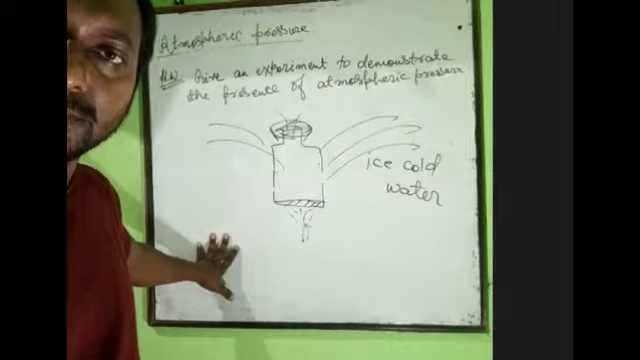 Atmospheric pressure
H.W. Give an experiment to demonstrate
the presence of atmospheric pressure
ice cold
water